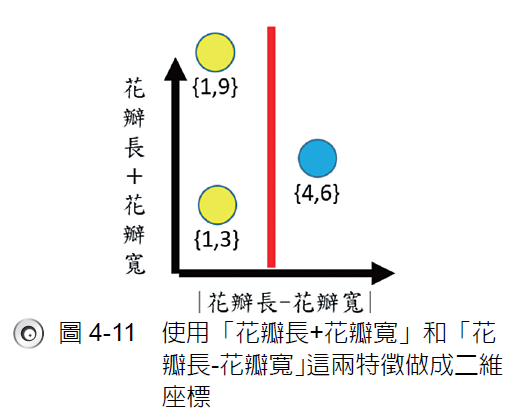 {1,9}
花瓣長+花瓣寬
{4,6}
{1,3}
|花瓣長-花瓣寬|
圖 4-11 使用「花瓣長+花瓣寬」和「花
瓣長-花瓣寬」這兩特徵做成二維
座標